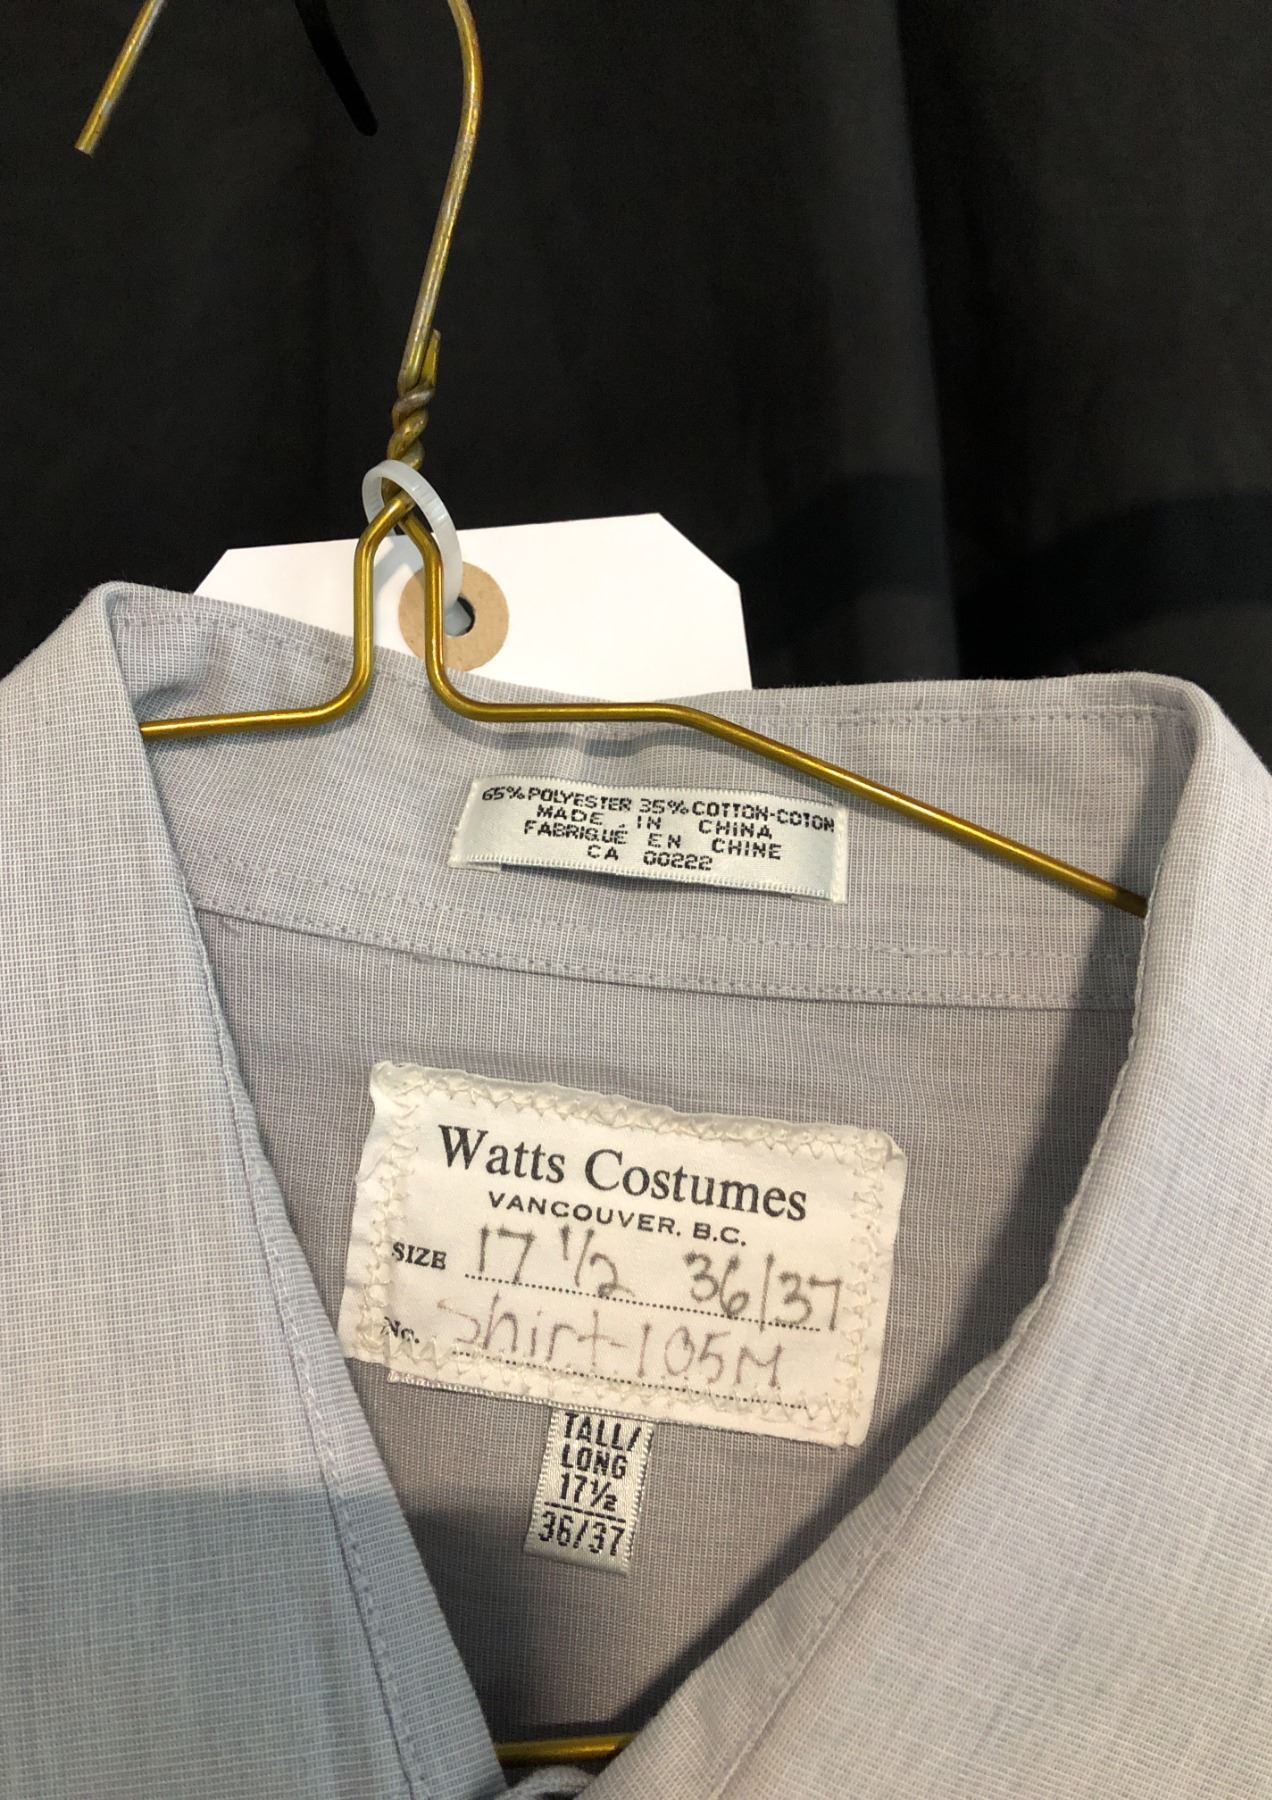 65% POLYESTER 35% COTTON-COTON
MADE IN CHINA
FABRIQUÉ EN CHINE
CA 00222
Watts Costumes
VANCOUVER. B.C.
SIZE 17 1/2 36/37
No. Shirt-105M
TALL/
LONG
17½
36/37